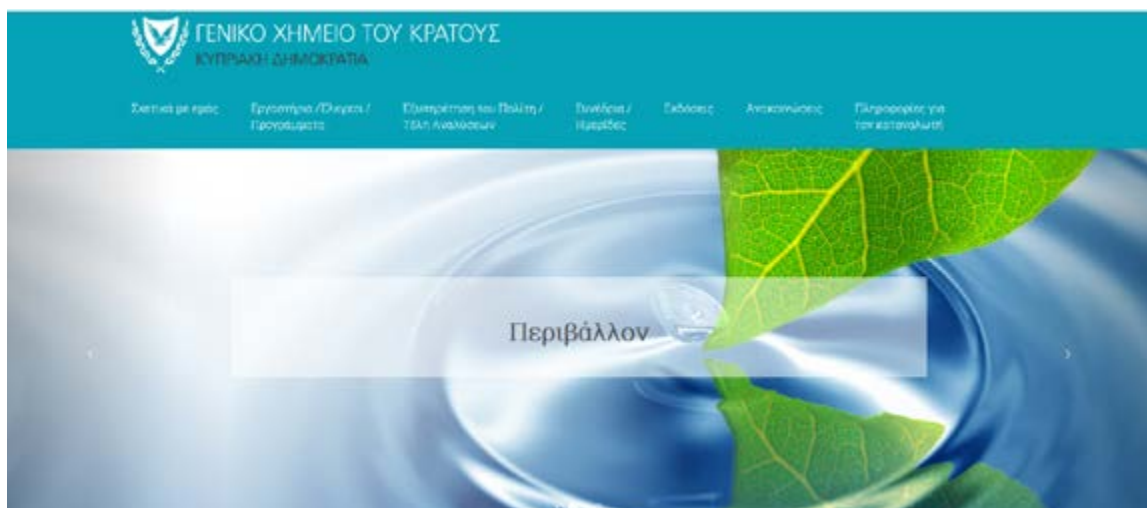 ΓΕΝΙΚΟ ΧΗΜΕΙΟ ΤΟΥ ΚΡΑΤΟΥΣ
ΚΥΠΡΙΑΚΗ ΔΗΜΟΚΡΑΤΙΑ
Σχετικά με εμάς
Εργαστήρια / Έλεγχοι /
Προγράμματα
Εξυπηρέτηση του Πολίτη /
Τέλη Αναλύσεων
Συνέδρια /
Ημερίδες
Εκδόσεις
Ανακοινώσεις
Πληροφορίες για
τον καταναλωτή
Περιβάλλον